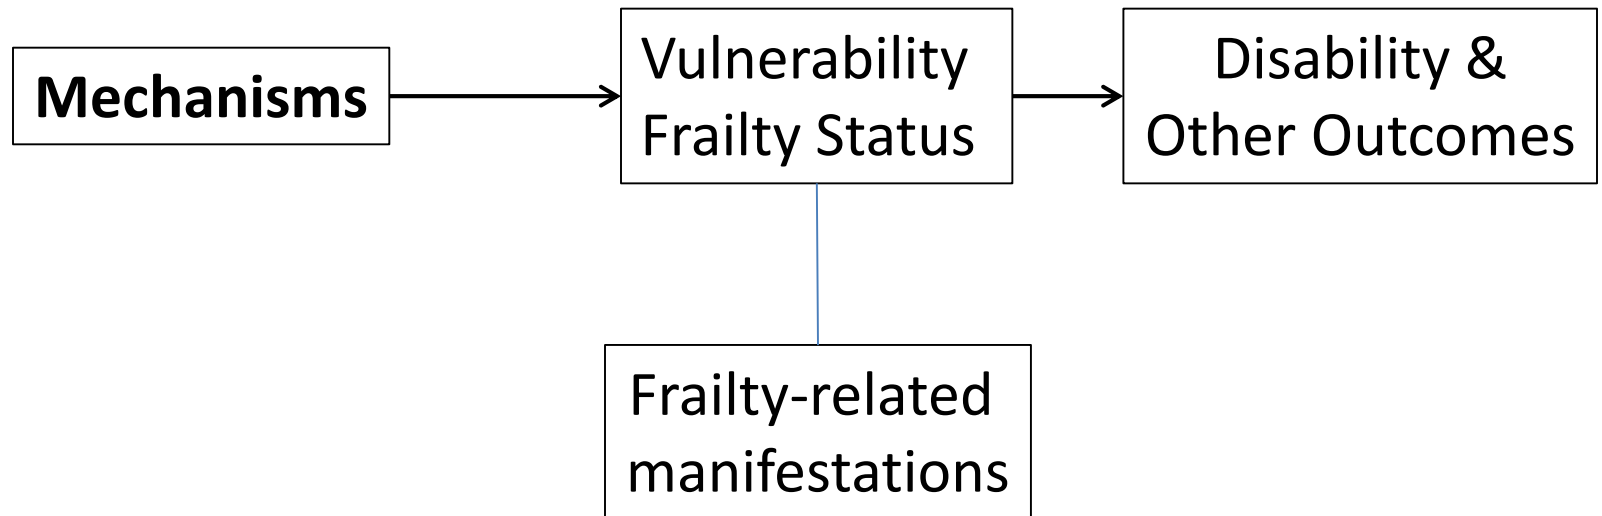 Mechanisms
Vulnerability
Frailty Status
Disability &
Other Outcomes
Frailty-related
manifestations